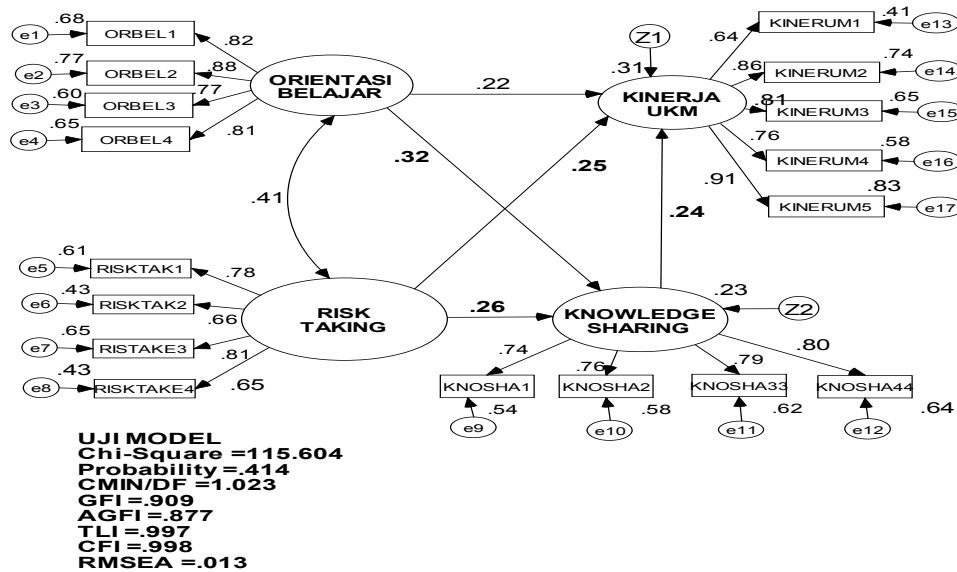 .68
e1
ORBEL1
.82
.77
e2
ORBEL2
.88
.60
e3
ORBEL3
.77
.65
e4
ORBEL4
.81
ORIENTASI
BELAJAR
.22
Z1
.31
KINERJA
UKM
.64
KINERUM1
.41
e13
.86
KINERUM2
.74
e14
.81
KINERUM3
.65
e15
.76
KINERUM4
.58
e16
.91
KINERUM5
.83
e17
.41
.32
.25
.24
.61
e5
RISKTAK1
.78
.43
e6
RISKTAK2
.66
.65
e7
RISTAKE3
.81
.43
e8
RISKTAKE4
.65
RISK
TAKING
.26
KNOWLEDGE
SHARING
.23
Z2
.74
KNOSHA1
.54
e9
.76
KNOSHA2
.58
e10
.79
KNOSHA33
.62
e11
.80
KNOSHA44
.64
e12
UJI MODEL
Chi-Square =115.604
Probability =.414
CMIN/DF =1.023
GFI =.909
AGFI =.877
TLI =.997
CFI =.998
RMSEA =.013